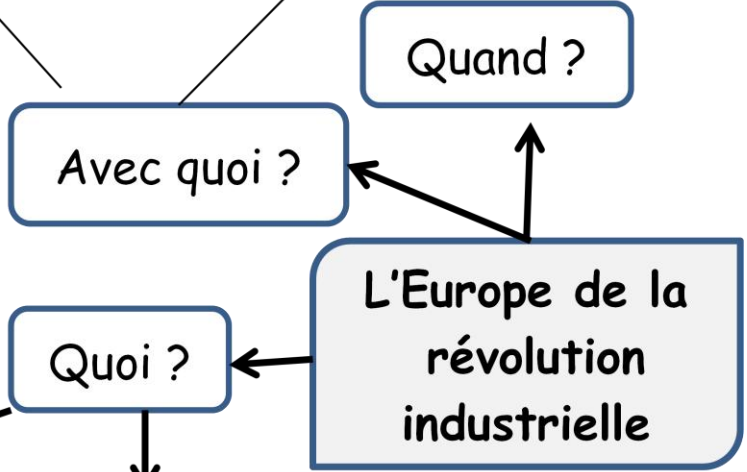 Quand ?
Avec quoi ?
L'Europe de la
révolution
industrielle
Quoi ?